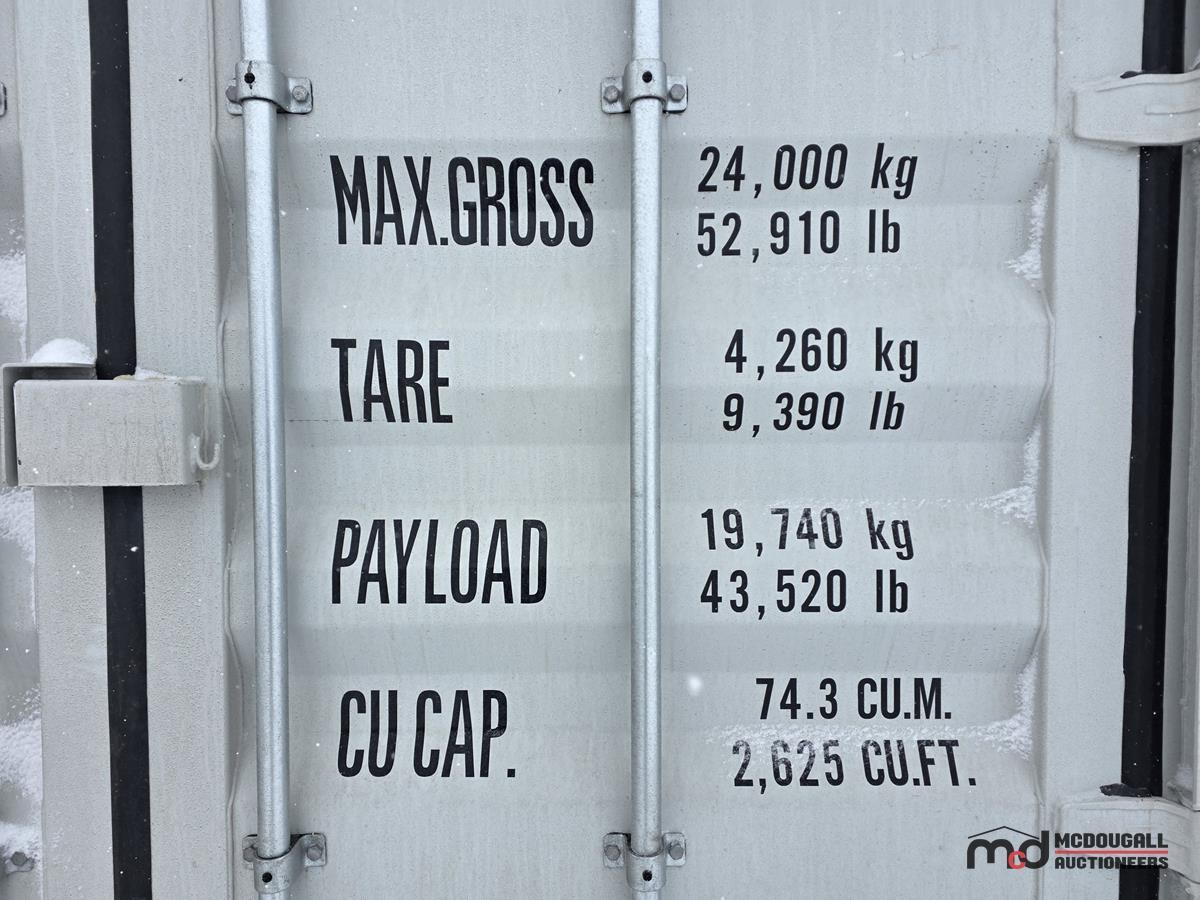 MAX.GROSS 24,000 kg
52,910 lb
TARE 4,260 kg
9,390 lb
PAYLOAD 19,740 kg
43,520 lb
CU CAP. 74.3 CU.M.
2,625 CU.FT.
mcd MCDOUGALL
AUCTIONEERS